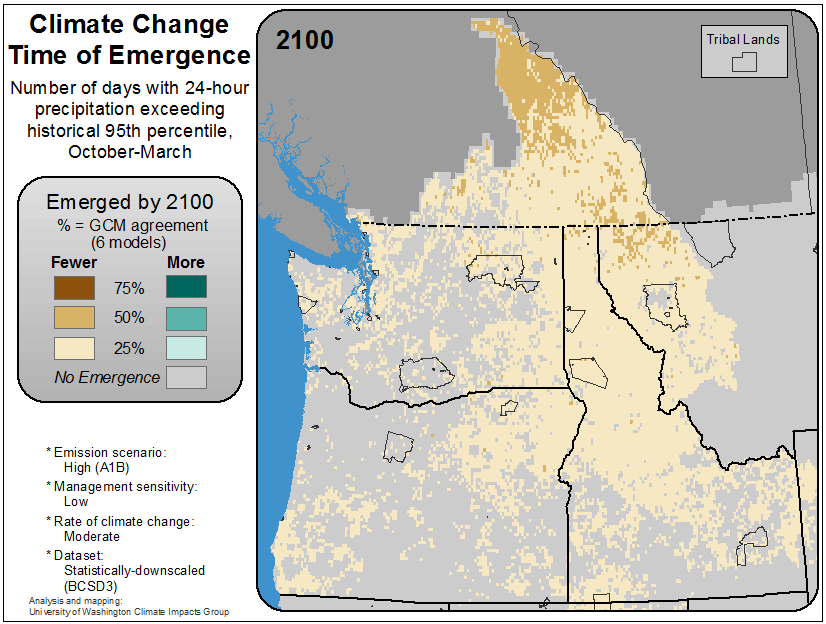 Climate Change
Time of Emergence
Number of days with 24-hour
precipitation exceeding
historical 95th percentile,
October-March
Emerged by 2100
% = GCM agreement
(6 models)
Fewer More
75%
50%
25%
No Emergence
* Emission scenario:
High (A1B)
* Management sensitivity:
Low
* Rate of climate change:
Moderate
* Dataset:
Statistically-downscaled
(BCSD3)
Analysis and mapping:
University of Washington Climate Impacts Group
2100
Tribal Lands